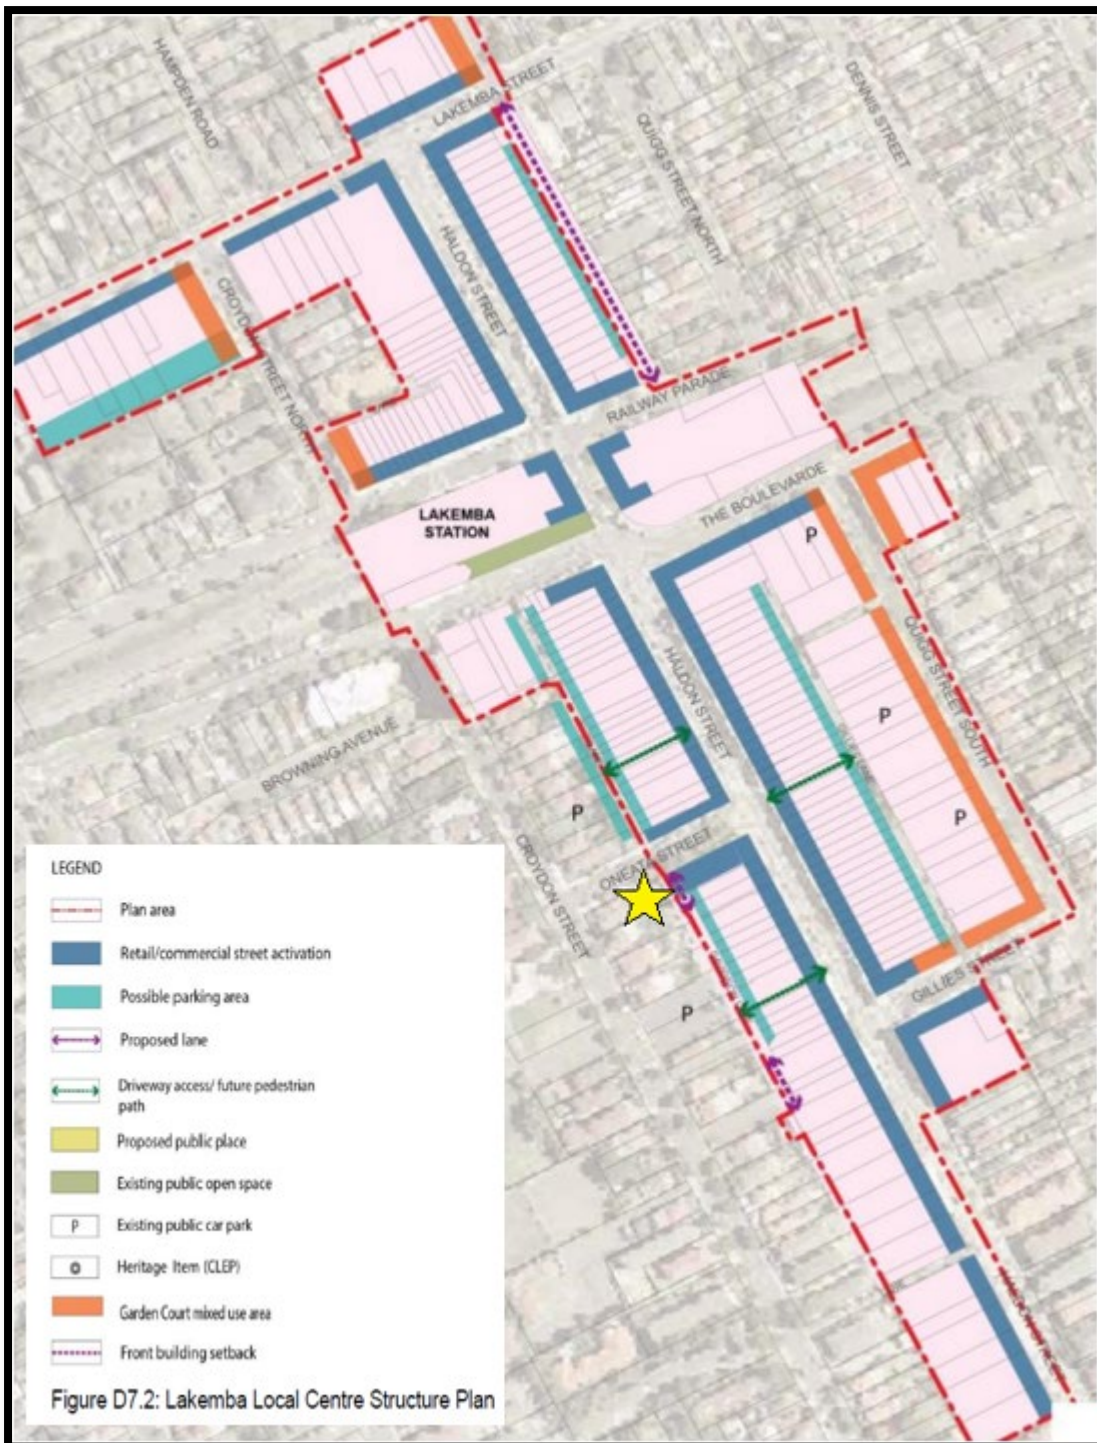 HAMPDEN ROAD
LAKEMBA STREET
DENNIS STREET
QUIGG STREET NORTH
HALDON STREET
CROYDON STREET NORTH
RAILWAY PARADE
LAKEMBA
STATION
THE BOULEVARDE
P
QUIGG STREET SOUTH
HALDON STREET
P
BROWNING AVENUE
P
P
CROYDON STREET
ONEATA STREET
GILLIES STREET
P
HALDON STREET
LEGEND
Plan area
Retail/commercial street activation
Possible parking area
Proposed lane
Driveway access/ future pedestrian
path
Proposed public place
Existing public open space
P Existing public car park
Heritage Item (CLEP)
Garden Court mixed use area
Front building setback
Figure D7.2: Lakemba Local Centre Structure Plan